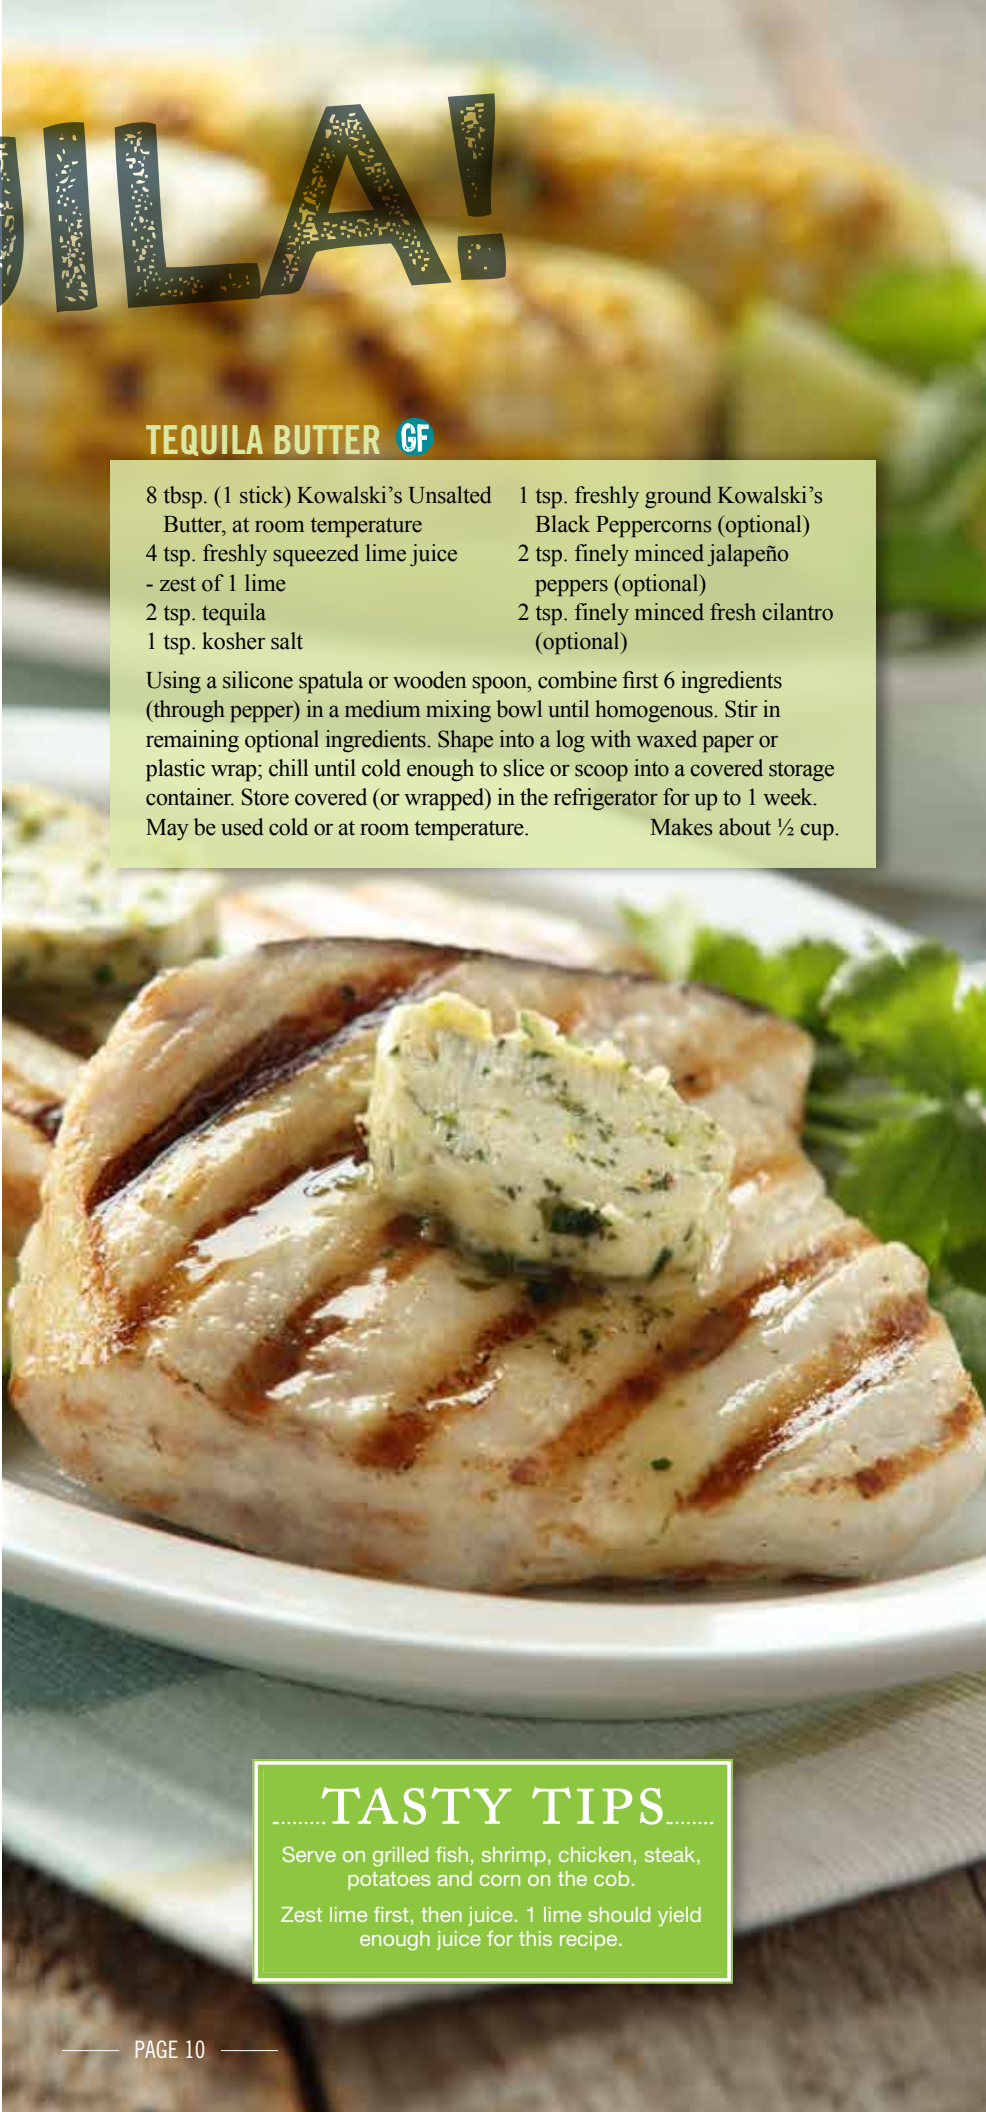 UILA!
TEQUILA BUTTER GF
8 tbsp. (1 stick) Kowalski’s Unsalted
Butter, at room temperature
4 tsp. freshly squeezed lime juice
- zest of 1 lime
2 tsp. tequila
1 tsp. kosher salt
1 tsp. freshly ground Kowalski’s
Black Peppercorns (optional)
2 tsp. finely minced jalapeño
peppers (optional)
2 tsp. finely minced fresh cilantro
(optional)
Using a silicone spatula or wooden spoon, combine first 6 ingredients
(through pepper) in a medium mixing bowl until homogenous. Stir in
remaining optional ingredients. Shape into a log with waxed paper or
plastic wrap; chill until cold enough to slice or scoop into a covered storage
container. Store covered (or wrapped) in the refrigerator for up to 1 week.
May be used cold or at room temperature. Makes about ½ cup.
TASTY TIPS
Serve on grilled fish, shrimp, chicken, steak,
potatoes and corn on the cob.
Zest lime first, then juice. 1 lime should yield
enough juice for this recipe.
PAGE 10